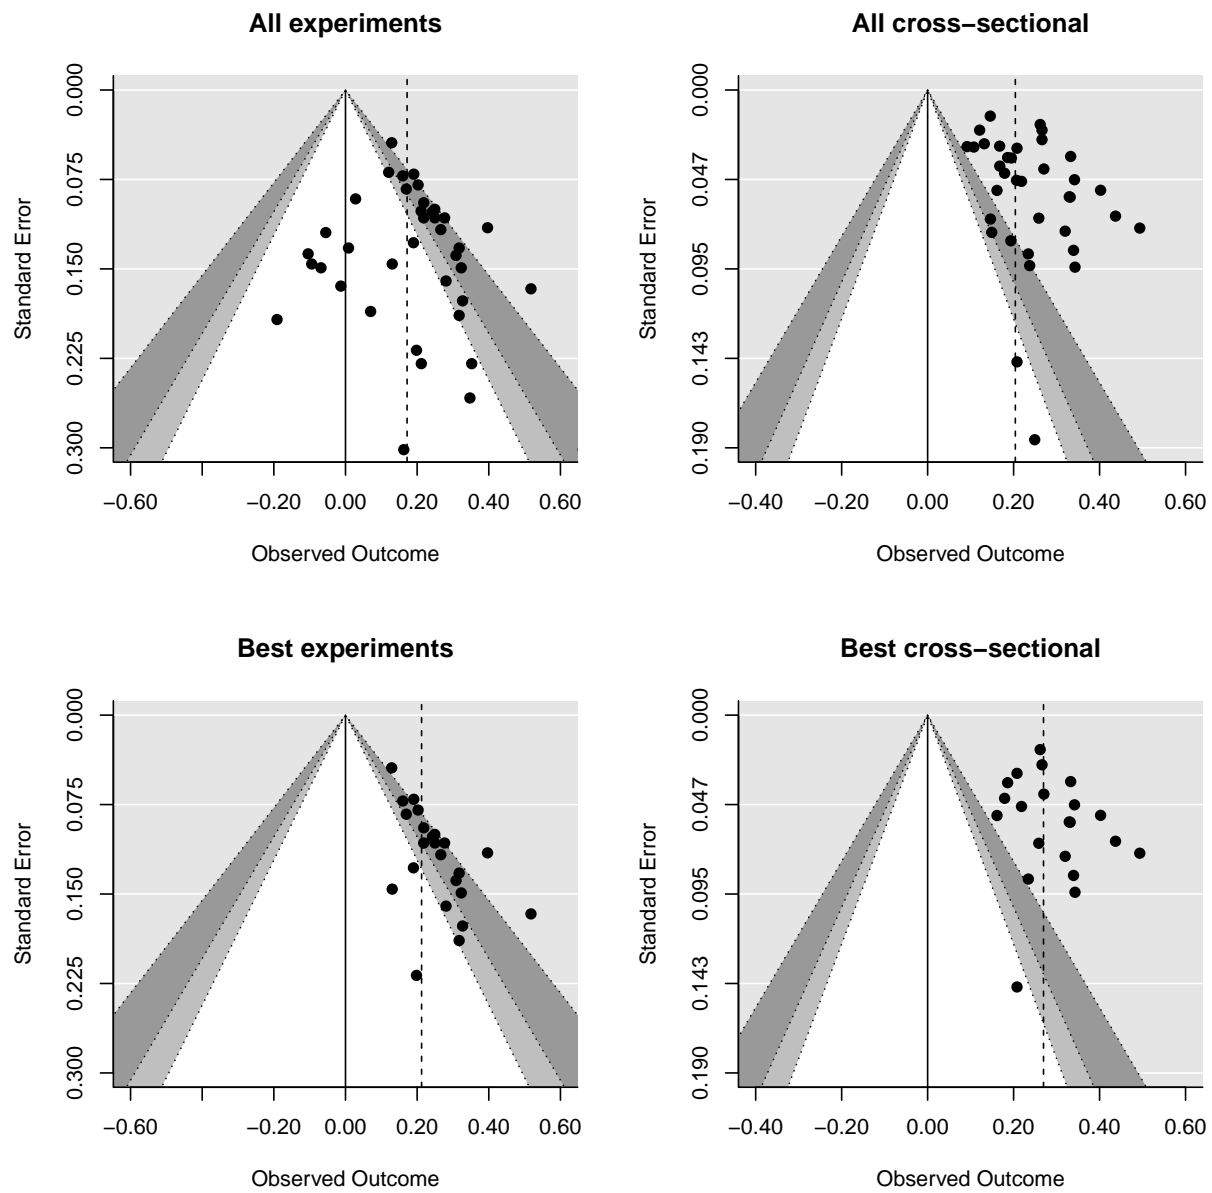 All experiments
0.000
0.075
0.150
0.225
0.300
Standard Error
−0.60 −0.20 0.00 0.20 0.40 0.60
Observed Outcome
All cross−sectional
0.000
0.047
0.095
0.143
0.190
Standard Error
−0.40 −0.20 0.00 0.20 0.40 0.60
Observed Outcome
Best experiments
0.000
0.075
0.150
0.225
0.300
Standard Error
−0.60 −0.20 0.00 0.20 0.40 0.60
Observed Outcome
Best cross−sectional
0.000
0.047
0.095
0.143
0.190
Standard Error
−0.40 −0.20 0.00 0.20 0.40 0.60
Observed Outcome